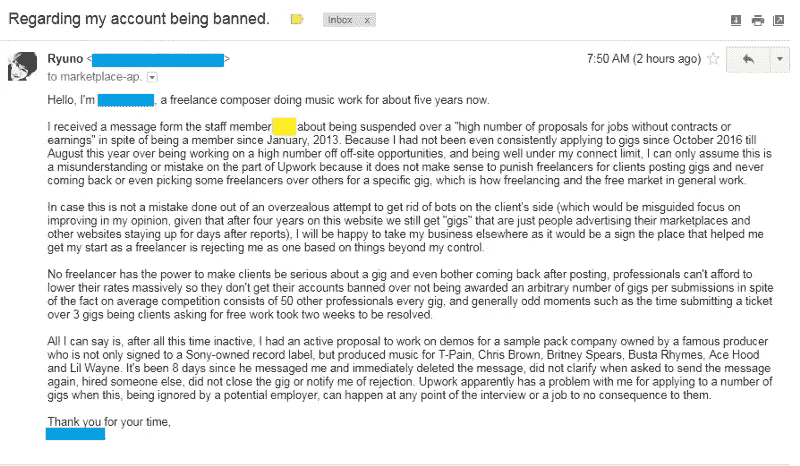 Regarding my account being banned. Inbox x
Ryuno < > 7:50 AM (2 hours ago)
to marketplace-ap.
Hello, I'm , a freelance composer doing music work for about five years now.
I received a message form the staff member about being suspended over a "high number of proposals for jobs without contracts or
earnings" in spite of being a member since January, 2013. Because I had not been even consistently applying to gigs since October 2016 till
August this year over being working on a high number off off-site opportunities, and being well under my connect limit, I can only assume this is
a misunderstanding or mistake on the part of Upwork because it does not make sense to punish freelancers for clients posting gigs and never
coming back or even picking some freelancers over others for a specific gig, which is how freelancing and the free market in general work.
In case this is not a mistake done out of an overzealous attempt to get rid of bots on the client's side (which would be misguided focus on
improving in my opinion, given that after four years on this website we still get "gigs" that are just people advertising their marketplaces and
other websites staying up for days after reports), I will be happy to take my business elsewhere as it would be a sign the place that helped me
get my start as a freelancer is rejecting me as one based on things beyond my control.
No freelancer has the power to make clients be serious about a gig and even bother coming back after posting, professionals can't afford to
lower their rates massively so they don't get their accounts banned over not being awarded an arbitrary number of gigs per submissions in spite
of the fact on average competition consists of 50 other professionals every gig, and generally odd moments such as the time submitting a ticket
over 3 gigs being clients asking for free work took two weeks to be resolved.
All I can say is, after all this time inactive, I had an active proposal to work on demos for a sample pack company owned by a famous producer
who is not only signed to a Sony-owned record label, but produced music for T-Pain, Chris Brown, Britney Spears, Busta Rhymes, Ace Hood
and Lil Wayne. It's been 8 days since he messaged me and immediately deleted the message, did not clarify when asked to send the message
again, hired someone else, did not close the gig or notify me of rejection. Upwork apparently has a problem with me for applying to a number of
gigs when this, being ignored by a potential employer, can happen at any point of the interview or a job to no consequence to them.
Thank you for your time,